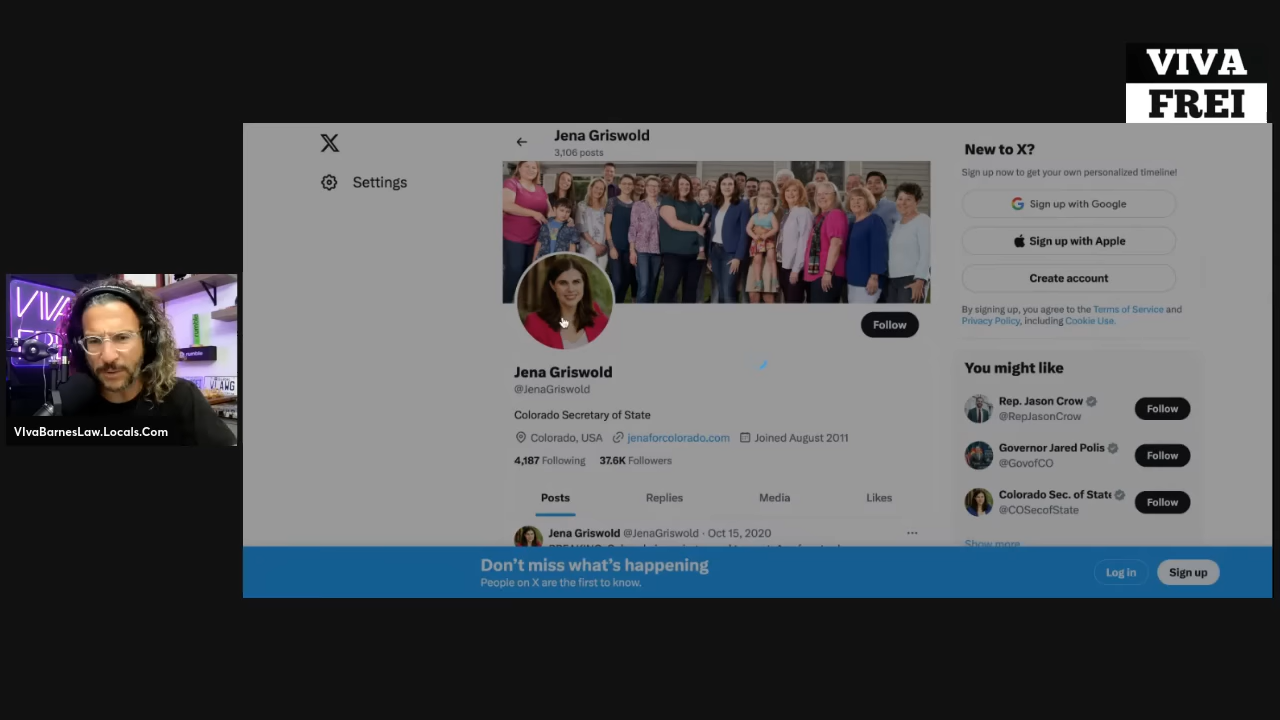 VIVA
FREI
Jena Griswold
3,106 posts
Settings
New to X?
Sign up now to get your own personalized timeline!
Sign up with Google
Sign up with Apple
Create account
By signing up, you agree to the Terms of Service and
Privacy Policy, including Cookie Use.
Follow
Jena Griswold
@JenaGriswold
Colorado Secretary of State
Colorado, USA jenaforcolorado.com Joined August 2011
4,187 Following 37.6K Followers
Posts Replies Media Likes
Jena Griswold @JenaGriswold · Oct 15, 2020
You might like
Rep. Jason Crow
@RepJasonCrow
Follow
Governor Jared Polis
@GovofCO
Follow
Colorado Sec. of State
@COSecofState
Follow
Show more
Don't miss what's happening
People on X are the first to know.
Log in
Sign up
VIVA
rumble
VLAWG
VIvaBarnesLaw.Locals.Com